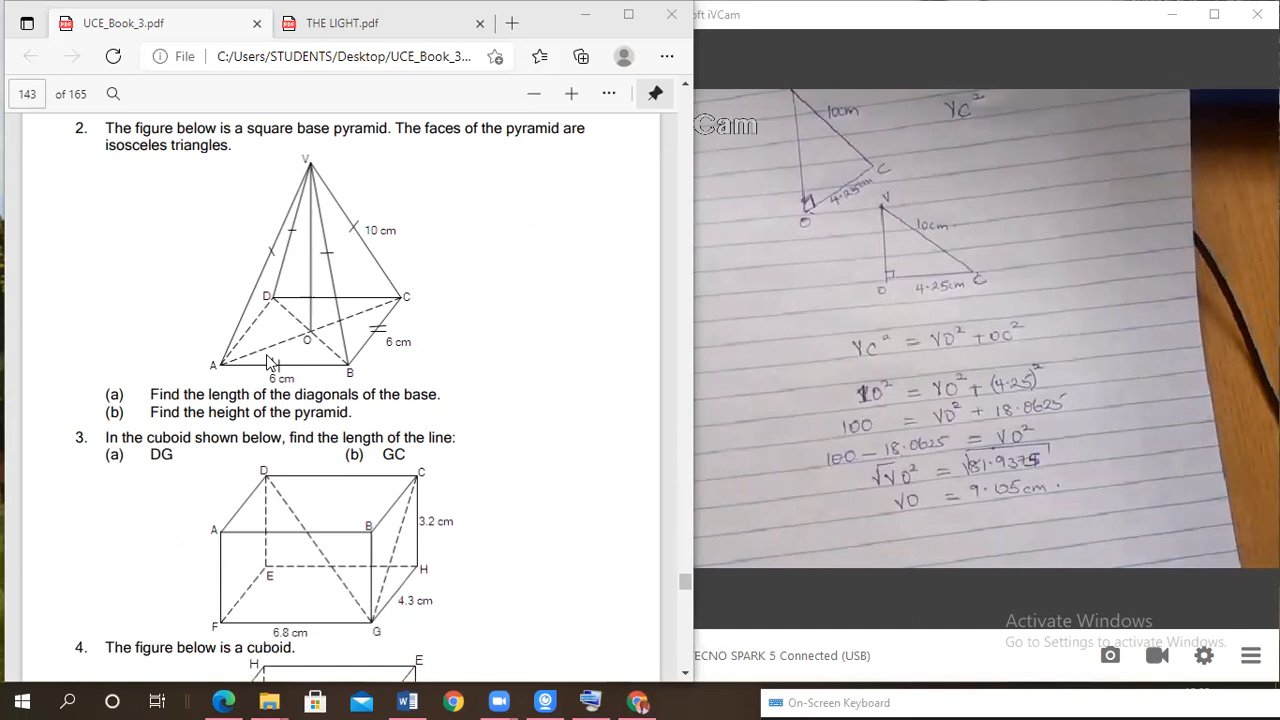 UCE_Book_3.pdf
THE LIGHT.pdf
File
C:/Users/STUDENTS/Desktop/UCE_Book_3...
143 of 165
2. The figure below is a square base pyramid. The faces of the pyramid are
isosceles triangles.
V
10 cm
D
C
O
6 cm
A
B
6 cm
(a) Find the length of the diagonals of the base.
(b) Find the height of the pyramid.
3. In the cuboid shown below, find the length of the line:
(a) DG (b) GC
D
C
A
B
3.2 cm
E
H
4.3 cm
F
6.8 cm
G
4. The figure below is a cuboid.
H
E
oft iVCam
Cam
10cm
VC²
C
4.25cm
O
V
10cm
O
4.25cm
C
VC² = VO² + OC²
10² = VO² + (4.25)²
100 = VO² + 18.0625
100 - 18.0625 = VO²
√VO² = √81.9375
VO = 9.05cm.
Activate Windows
Go to Settings to activate Windows.
ECNO SPARK 5 Connected (USB)
On-Screen Keyboard